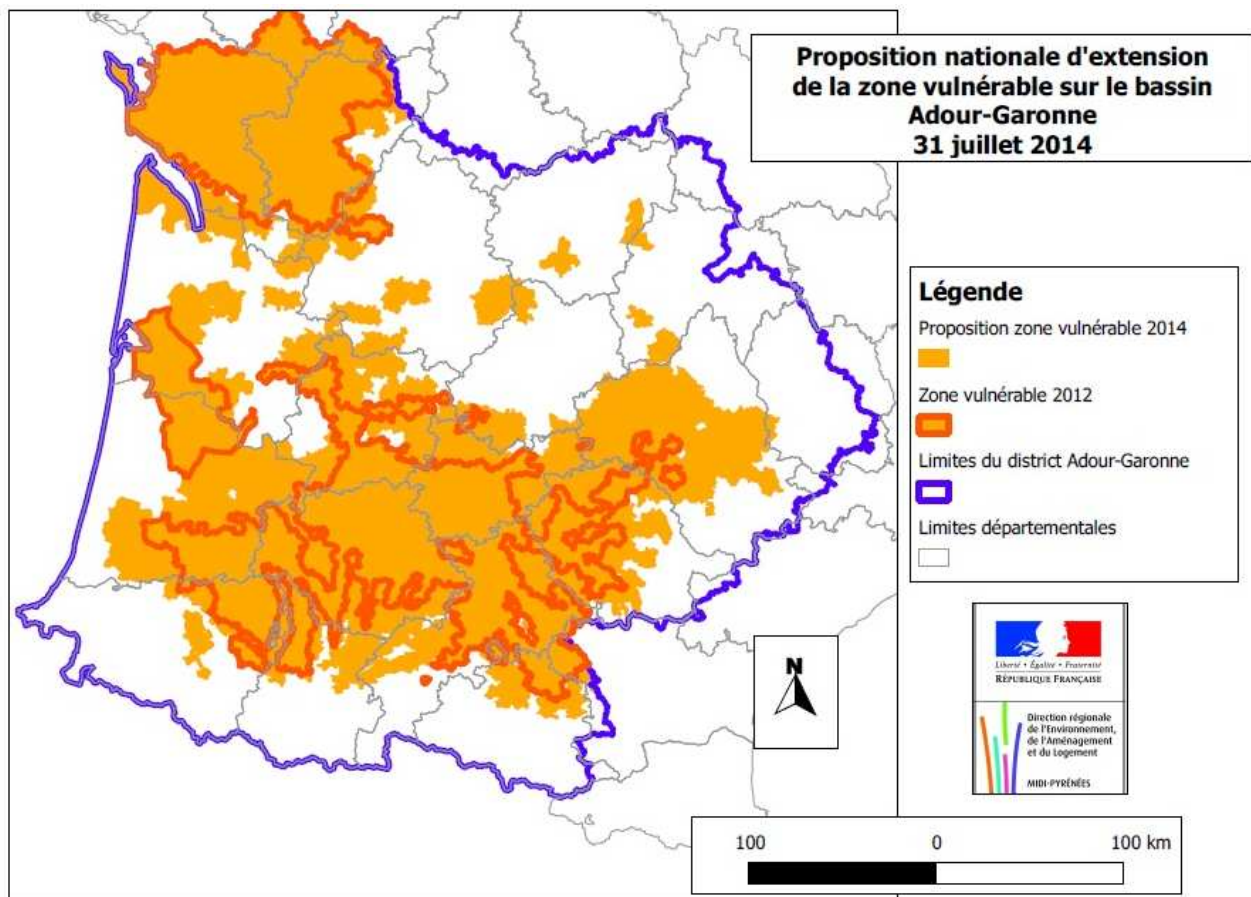 Proposition nationale d'extension
de la zone vulnérable sur le bassin
Adour-Garonne
31 juillet 2014
Légende
Proposition zone vulnérable 2014
Zone vulnérable 2012
Limites du district Adour-Garonne
Limites départementales
N
Liberté • Égalité • Fraternité
RÉPUBLIQUE FRANÇAISE
Direction régionale
de l'Environnement,
de l'Aménagement
et du Logement
MIDI-PYRÉNÉES
100 0 100 km